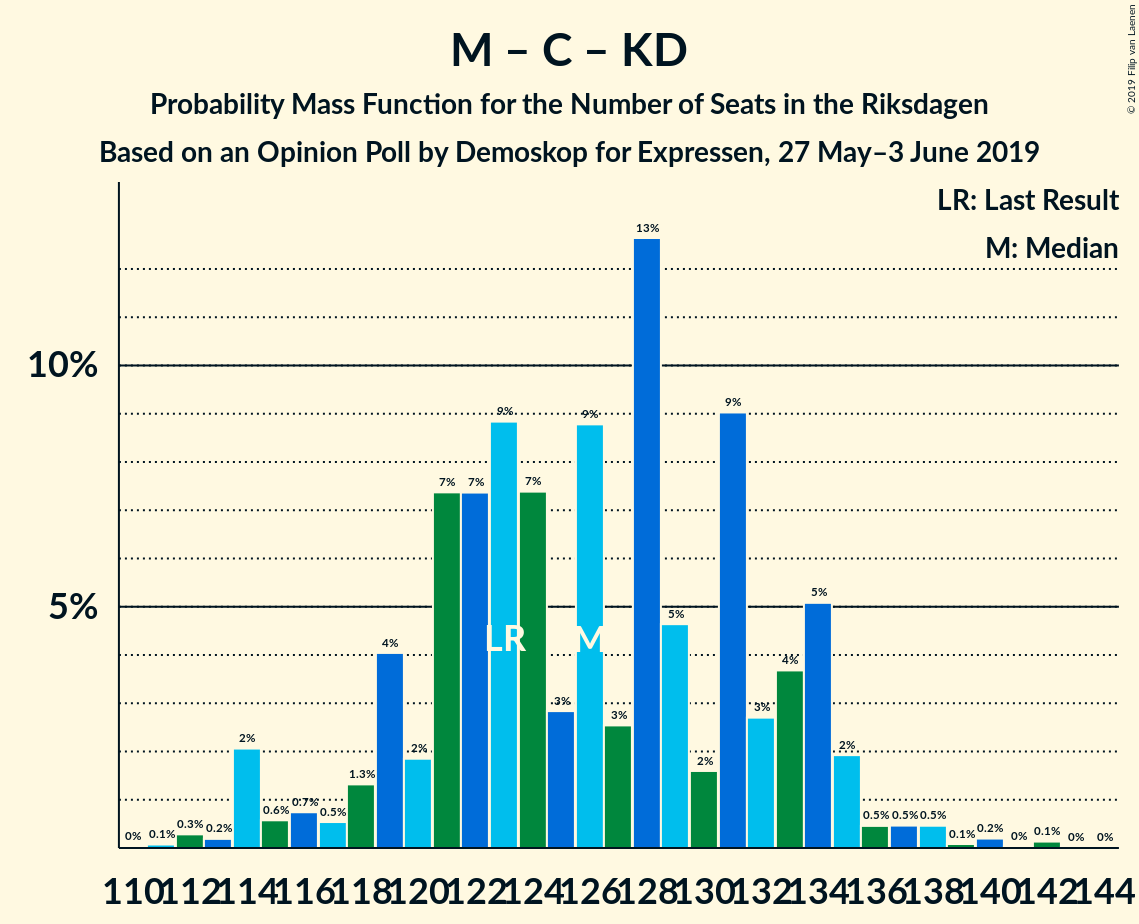 M – C – KD
Probability Mass Function for the Number of Seats in the Riksdagen
Based on an Opinion Poll by Demoskop for Expressen, 27 May–3 June 2019
© 2019 Filip van Laenen
LR: Last Result
M: Median
10%
5%
0% 0.1% 0.3% 0.2% 2% 0.6% 0.7% 0.5% 1.3% 4% 2% 7% 7% 9% 7% 3% 9% 3% 13% 5% 2% 9% 3% 4% 5% 2% 0.5% 0.5% 0.5% 0.1% 0.2% 0% 0.1% 0% 0%
LR M
110 112 114 116 118 120 122 124 126 128 130 132 134 136 138 140 142 144